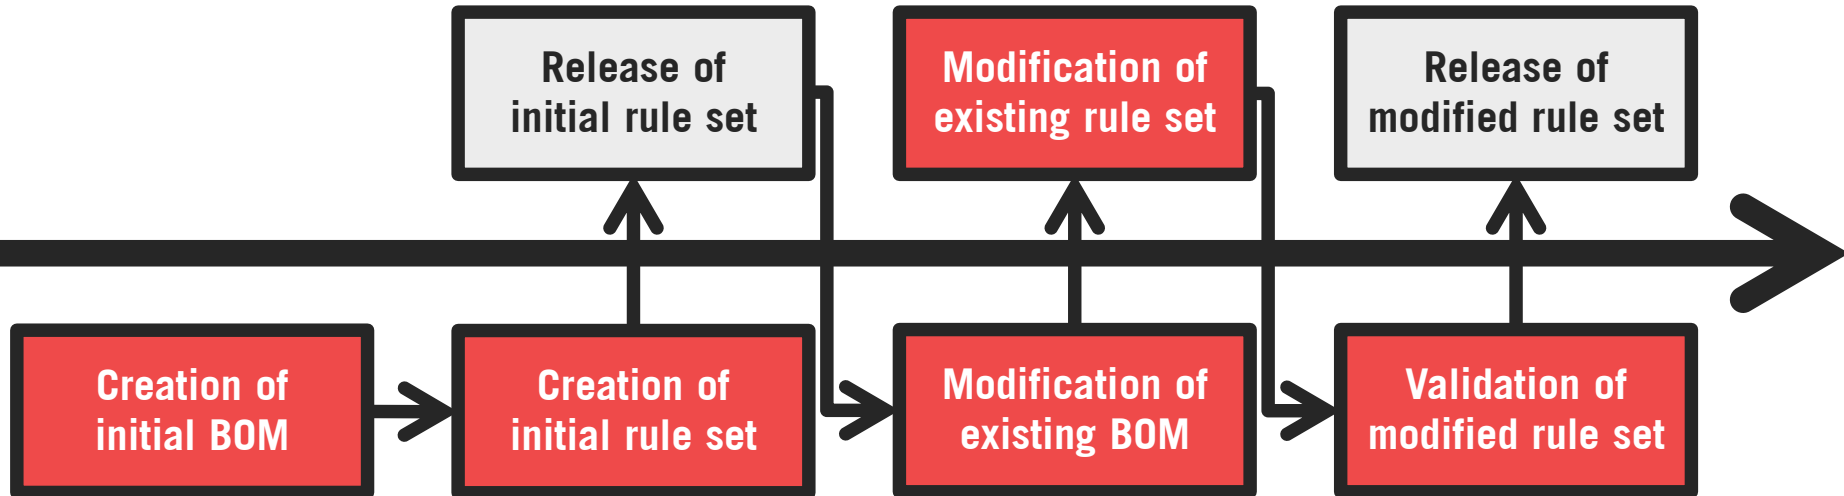 Release of
initial rule set
Modification of
existing rule set
Release of
modified rule set
Creation of
initial BOM
Creation of
initial rule set
Modification of
existing BOM
Validation of
modified rule set